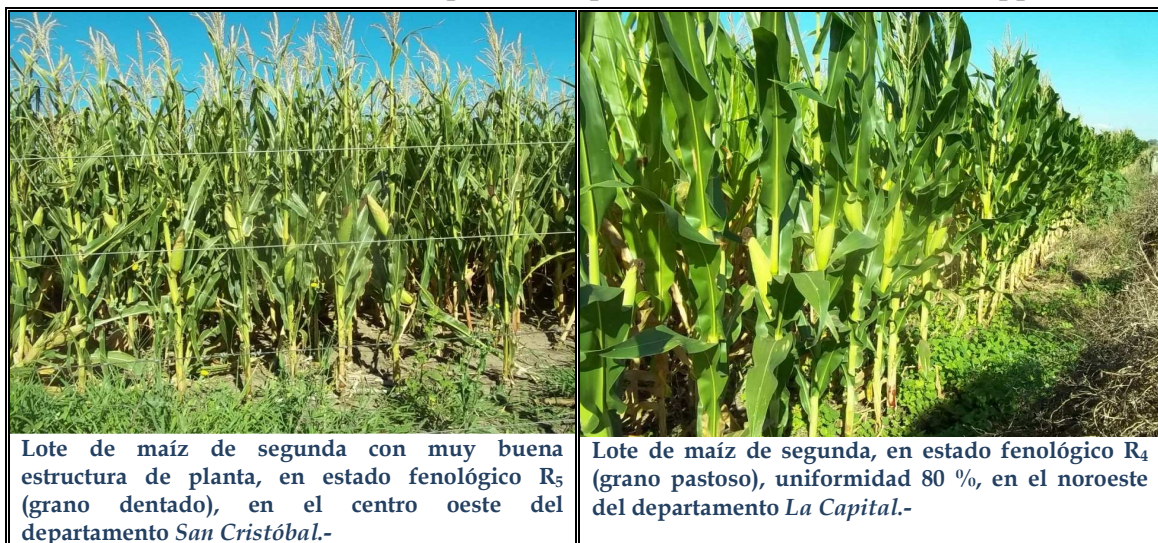 Lote de maíz de segunda con muy buena
estructura de planta, en estado fenológico R5
(grano dentado), en el centro oeste del
departamento San Cristóbal.-
Lote de maíz de segunda, en estado fenológico R4
(grano pastoso), uniformidad 80 %, en el noroeste
del departamento La Capital.-